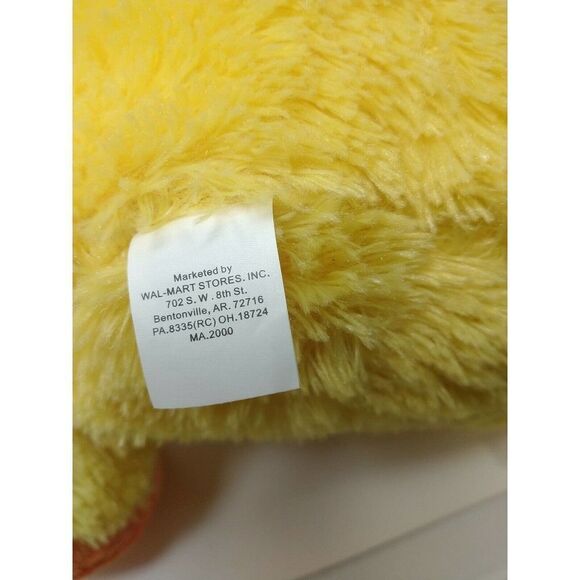 Marketed by
WAL-MART STORES. INC.
702 S. W . 8th St.
Bentonville, AR. 72716
PA.8335(RC) OH.18724
MA.2000